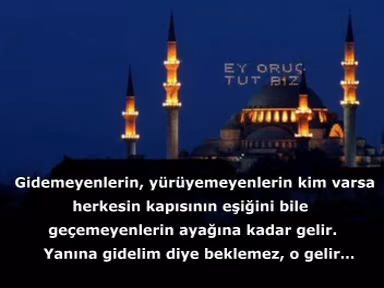 EY ORUÇ
TUT BIZ
Gidemeyenlerin, yürüyemeyenlerin kim varsa
herkesin kapısının eşiğini bile
geçemeyenlerin ayağına kadar gelir.
Yanına gidelim diye beklemez, o gelir...